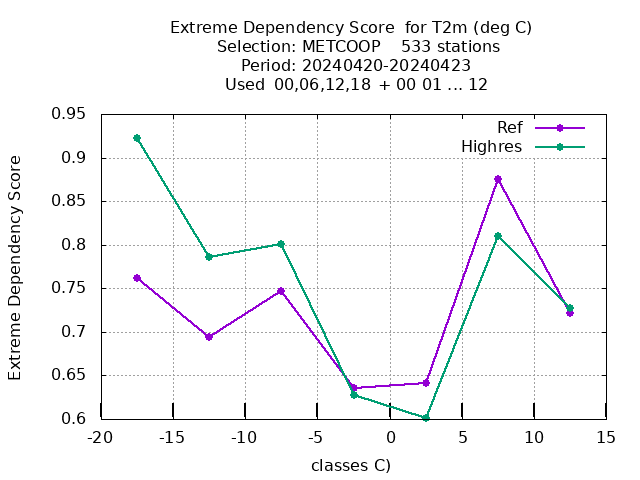 Extreme Dependency Score  for T2m (deg C)
Selection: METCOOP    533 stations
Period: 20240420-20240423
Used  00,06,12,18  + 00 01 ... 12
Ref
Highres
Extreme Dependency Score
0.95
0.9
0.85
0.8
0.75
0.7
0.65
0.6
-20 -15 -10 -5 0 5 10 15
classes C)